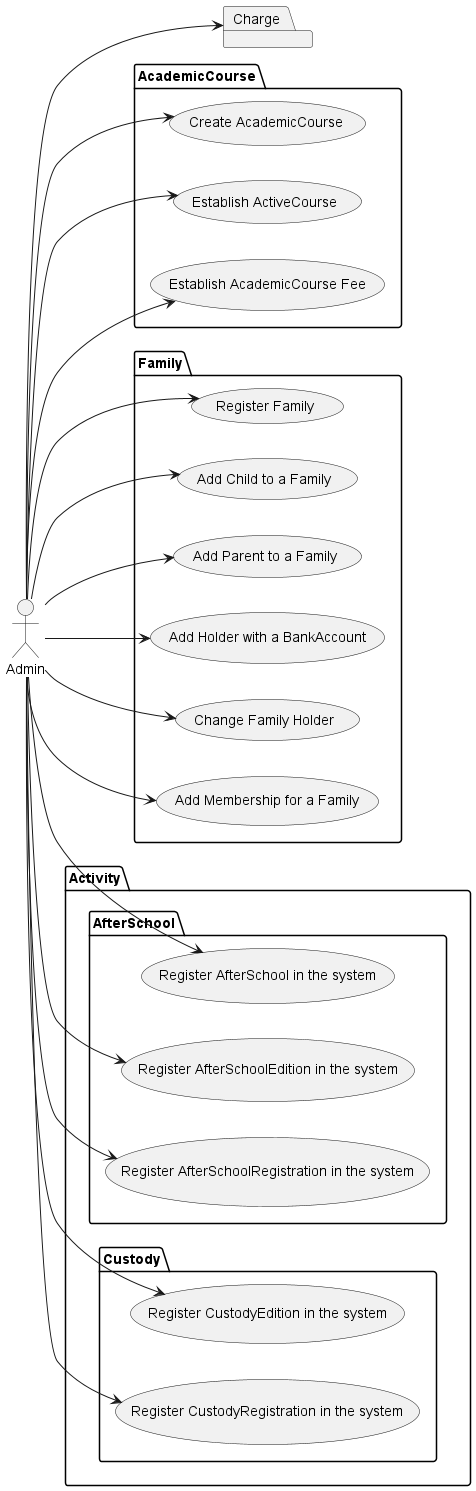 Charge
AcademicCourse
Create AcademicCourse
Establish ActiveCourse
Establish AcademicCourse Fee
Family
Register Family
Add Child to a Family
Add Parent to a Family
Add Holder with a BankAccount
Admin
Change Family Holder
Add Membership for a Family
Activity
AfterSchool
Register AfterSchool in the system
Register AfterSchoolEdition in the system
Register AfterSchoolRegistration in the system
Custody
Register CustodyEdition in the system
Register CustodyRegistration in the system